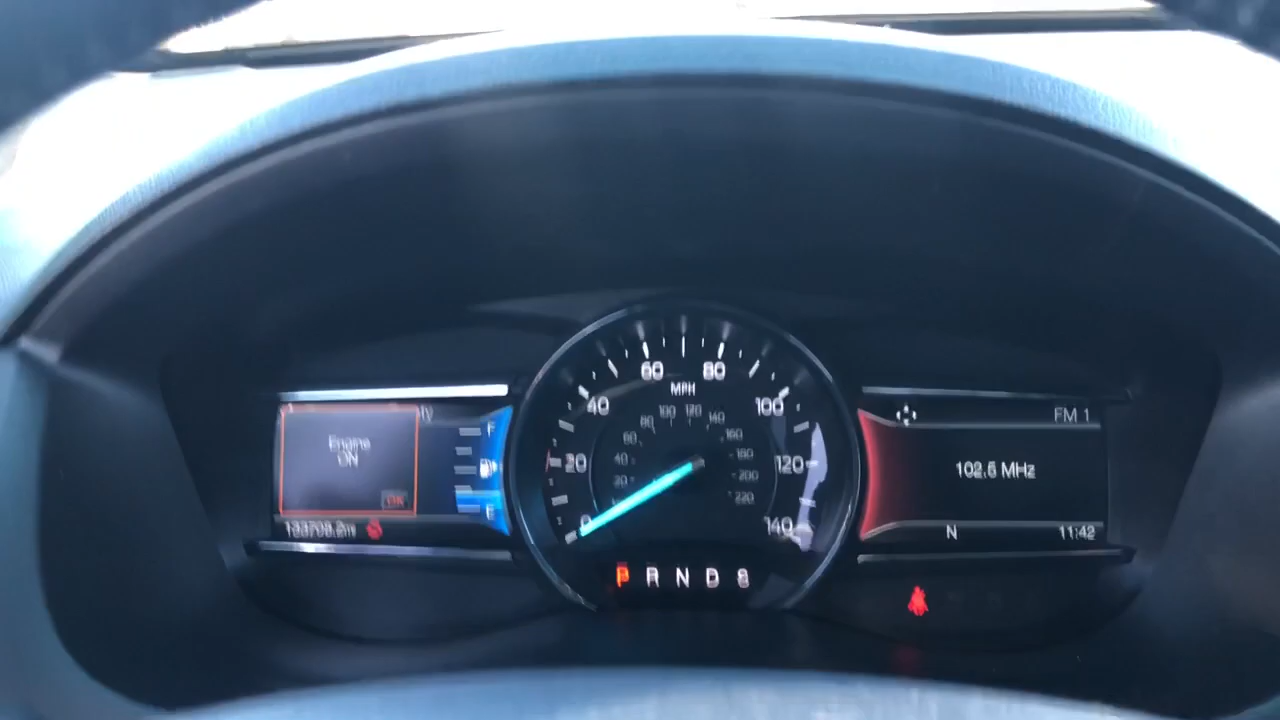 Engine
ON
OK
F
E
60 80
MPH
40 100
20 120
0 140
80 100 120 140
60 160
40 180
20 200
220
P R N D S
FM 1
102.5 MHz
N 11:42